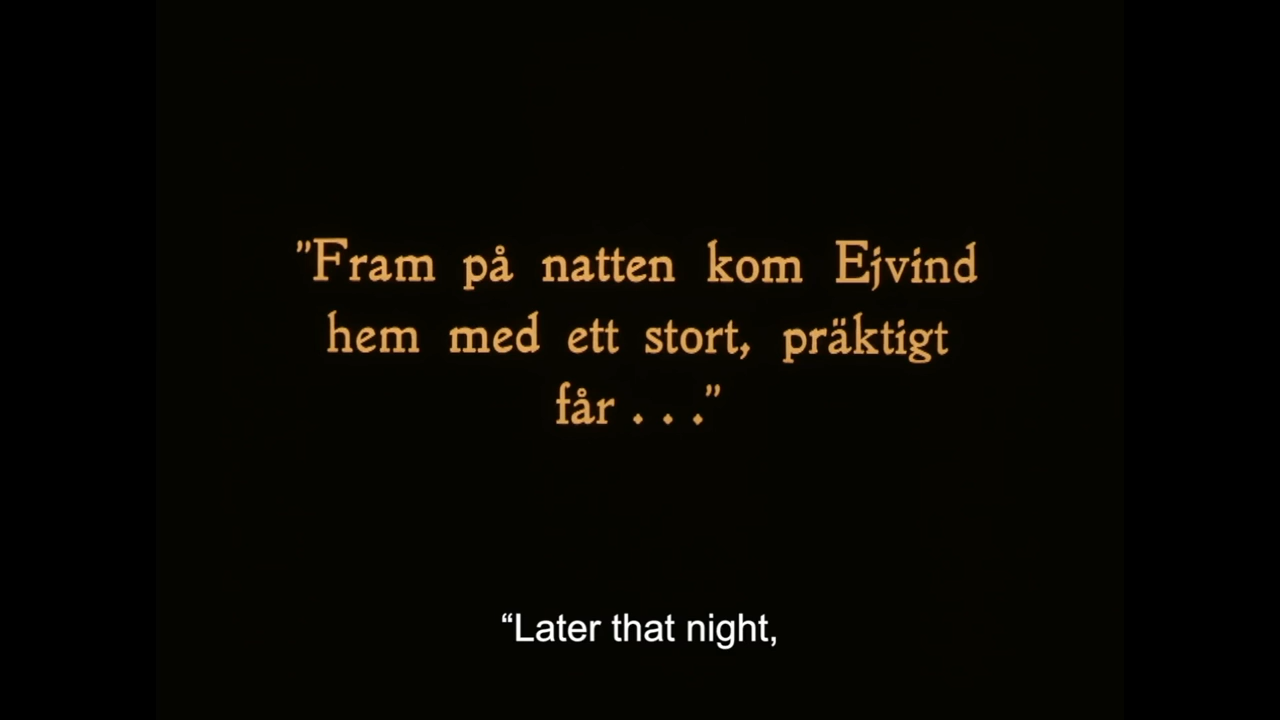 "Fram på natten kom Ejvind
hem med ett stort, präktigt
får . . ."
“Later that night,